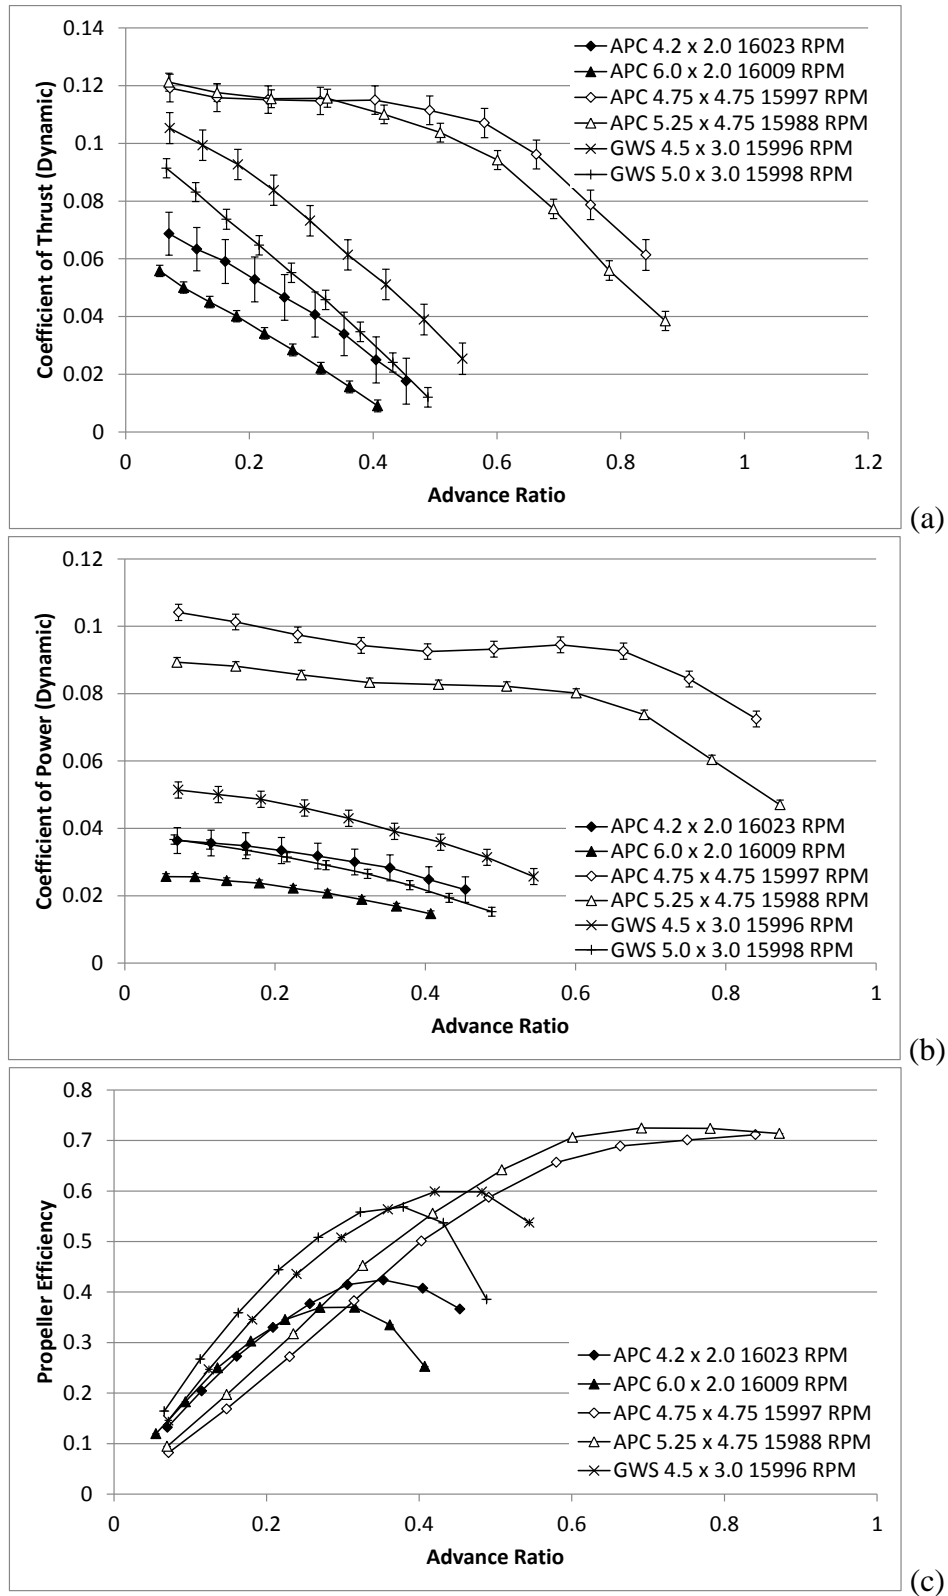 0.14
0.12
0.1
0.08
0.06
0.04
0.02
0
Coefficient of Thrust (Dynamic)
APC 4.2 x 2.0 16023 RPM
APC 6.0 x 2.0 16009 RPM
APC 4.75 x 4.75 15997 RPM
APC 5.25 x 4.75 15988 RPM
GWS 4.5 x 3.0 15996 RPM
GWS 5.0 x 3.0 15998 RPM
0 0.2 0.4 0.6 0.8 1 1.2
Advance Ratio
(a)
0.12
0.1
0.08
0.06
0.04
0.02
0
Coefficient of Power (Dynamic)
APC 4.2 x 2.0 16023 RPM
APC 6.0 x 2.0 16009 RPM
APC 4.75 x 4.75 15997 RPM
APC 5.25 x 4.75 15988 RPM
GWS 4.5 x 3.0 15996 RPM
GWS 5.0 x 3.0 15998 RPM
0 0.2 0.4 0.6 0.8 1
Advance Ratio
(b)
0.8
0.7
0.6
0.5
0.4
0.3
0.2
0.1
0.0
Propeller Efficiency
APC 4.2 x 2.0 16023 RPM
APC 6.0 x 2.0 16009 RPM
APC 4.75 x 4.75 15997 RPM
APC 5.25 x 4.75 15988 RPM
GWS 4.5 x 3.0 15996 RPM
0 0.2 0.4 0.6 0.8 1
Advance Ratio
(c)